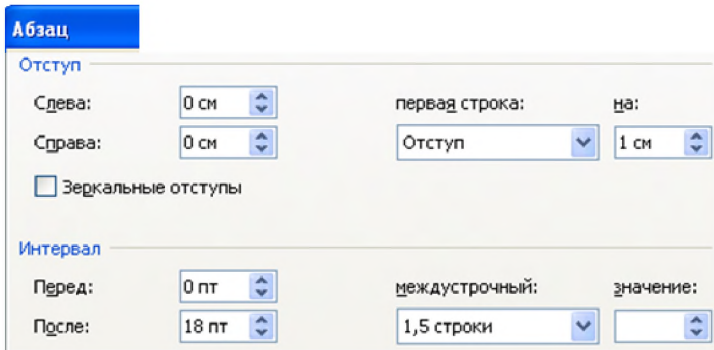 Абзац
Отступ
Слева: 0 см первая строка: на:
Справа: 0 см Отступ 1 см
Зеркальные отступы
Интервал
Перед: 0 пт междустрочный: значение:
После: 18 пт 1,5 строки